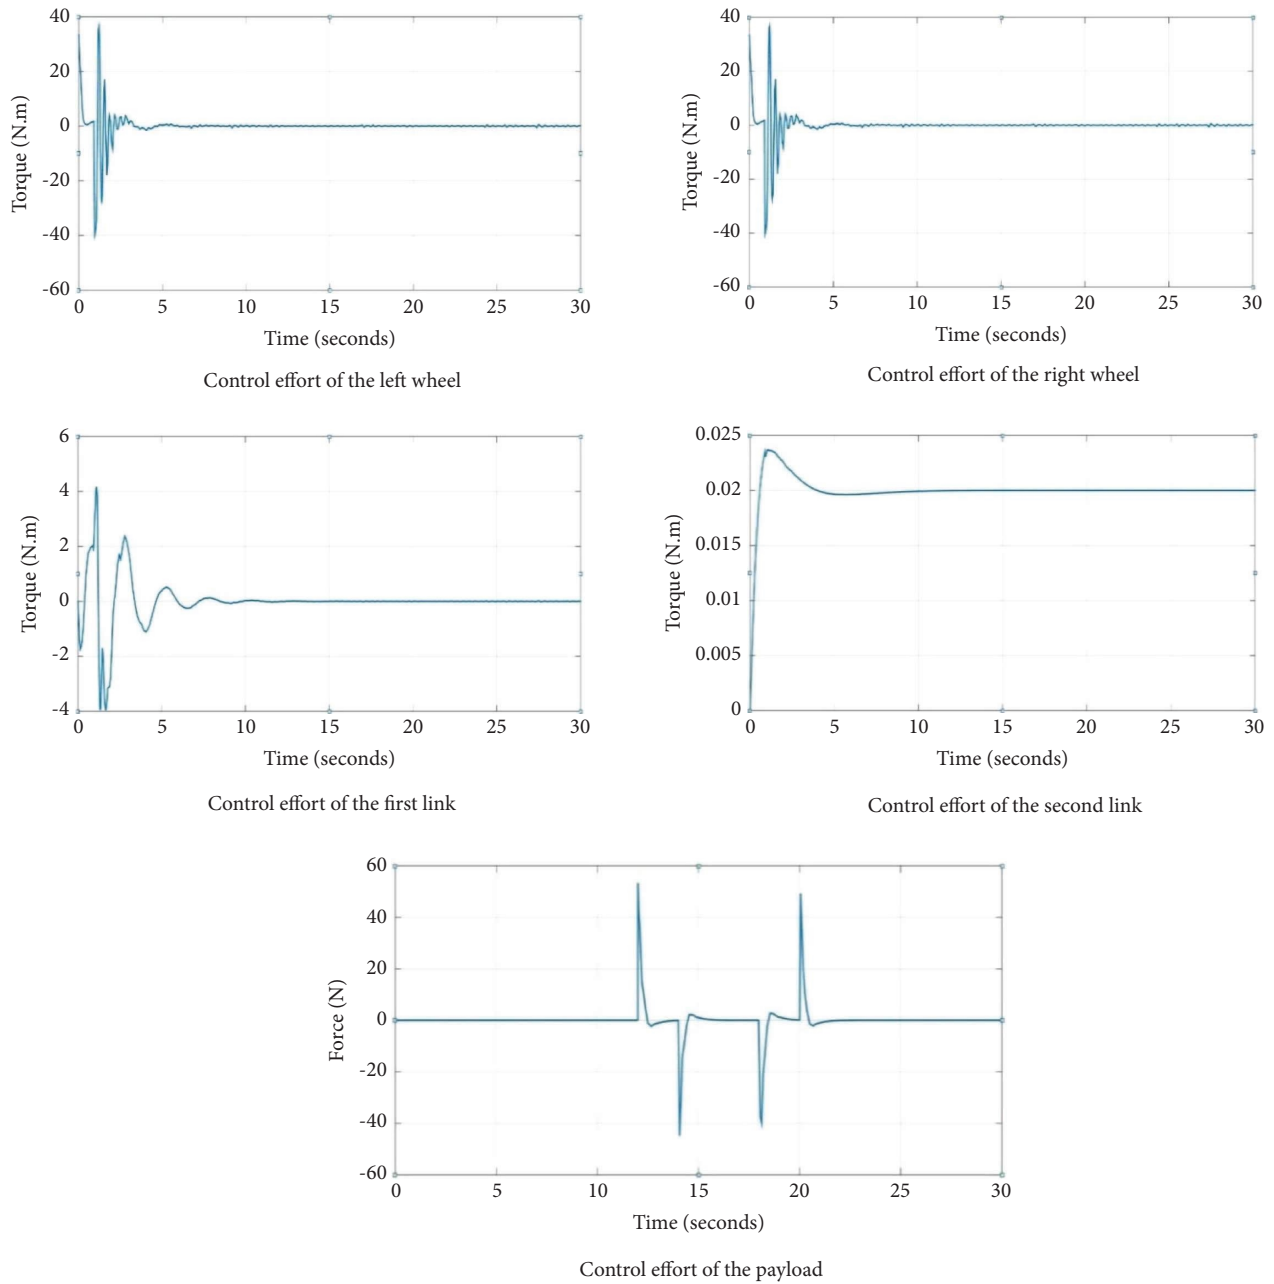 40
20
0
-20
-40
-60
Torque (N.m)
0 5 10 15 20 25 30
Time (seconds)
Control effort of the left wheel
40
20
0
-20
-40
-60
Torque (N.m)
0 5 10 15 20 25 30
Time (seconds)
Control effort of the right wheel
6
4
2
0
-2
-4
Torque (N.m)
0 5 10 15 20 25 30
Time (seconds)
Control effort of the first link
0.025
0.02
0.015
0.01
0.005
0
Torque (N.m)
0 5 10 15 20 25 30
Time (seconds)
Control effort of the second link
60
40
20
0
-20
-40
-60
Force (N)
0 5 10 15 20 25 30
Time (seconds)
Control effort of the payload